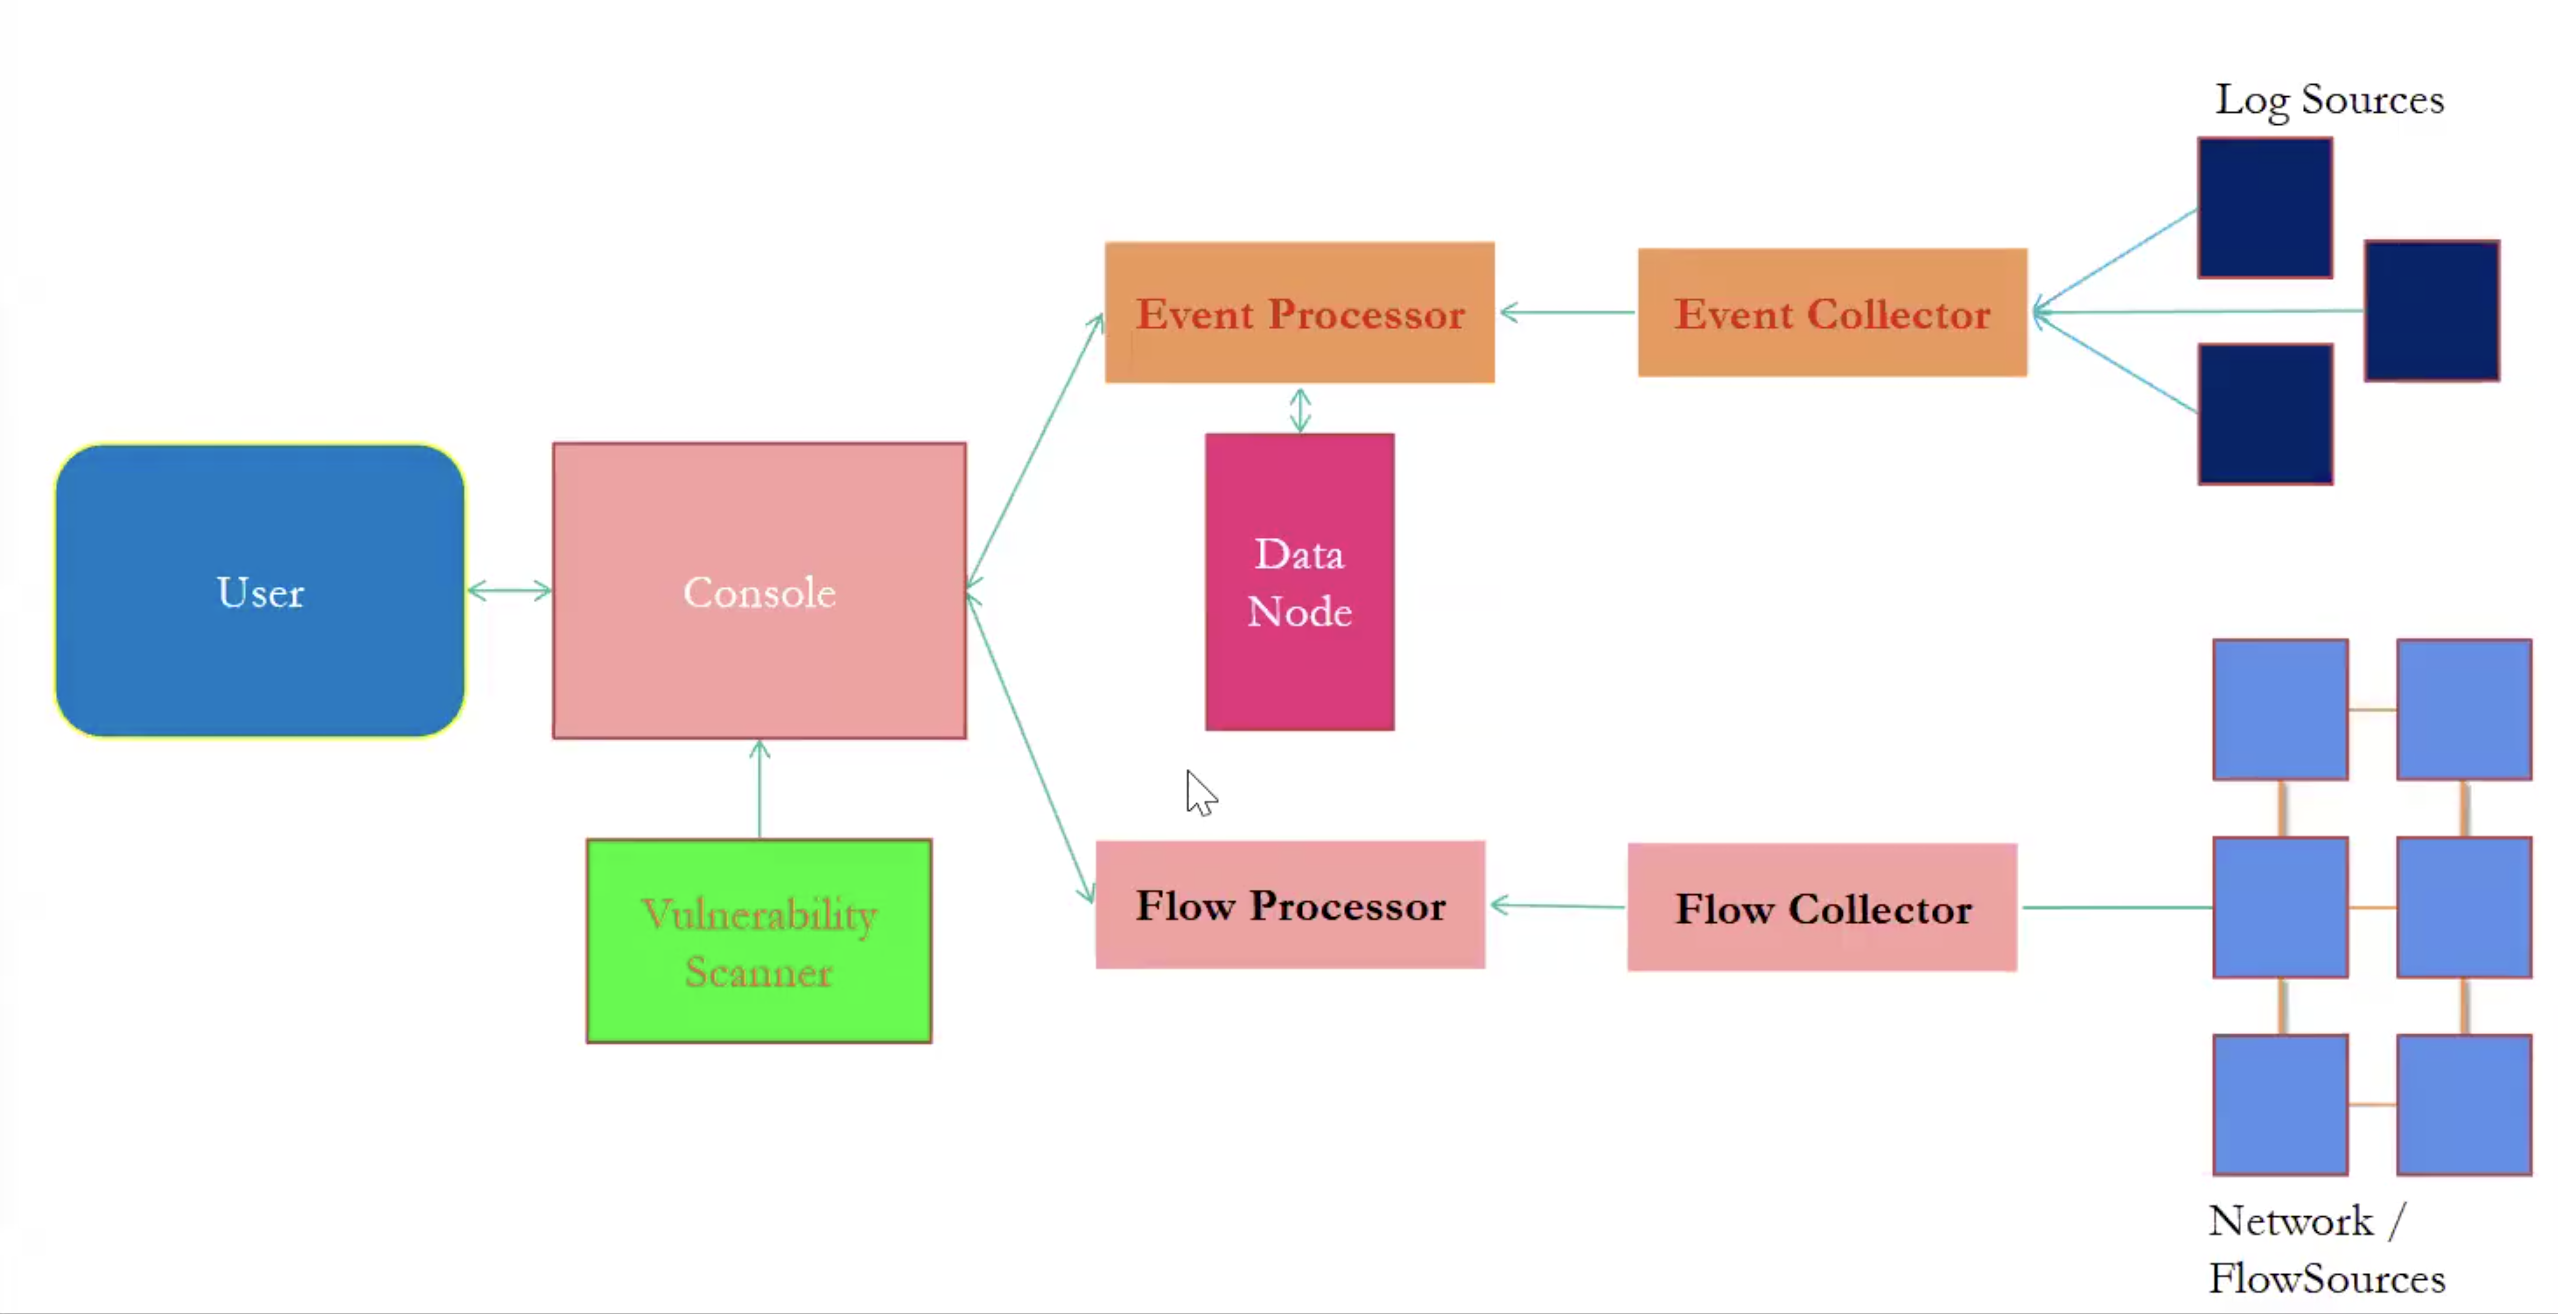 Log Sources
Event Processor
Event Collector
User
Console
Data
Node
Vulnerability
Scanner
Flow Processor
Flow Collector
Network /
FlowSources